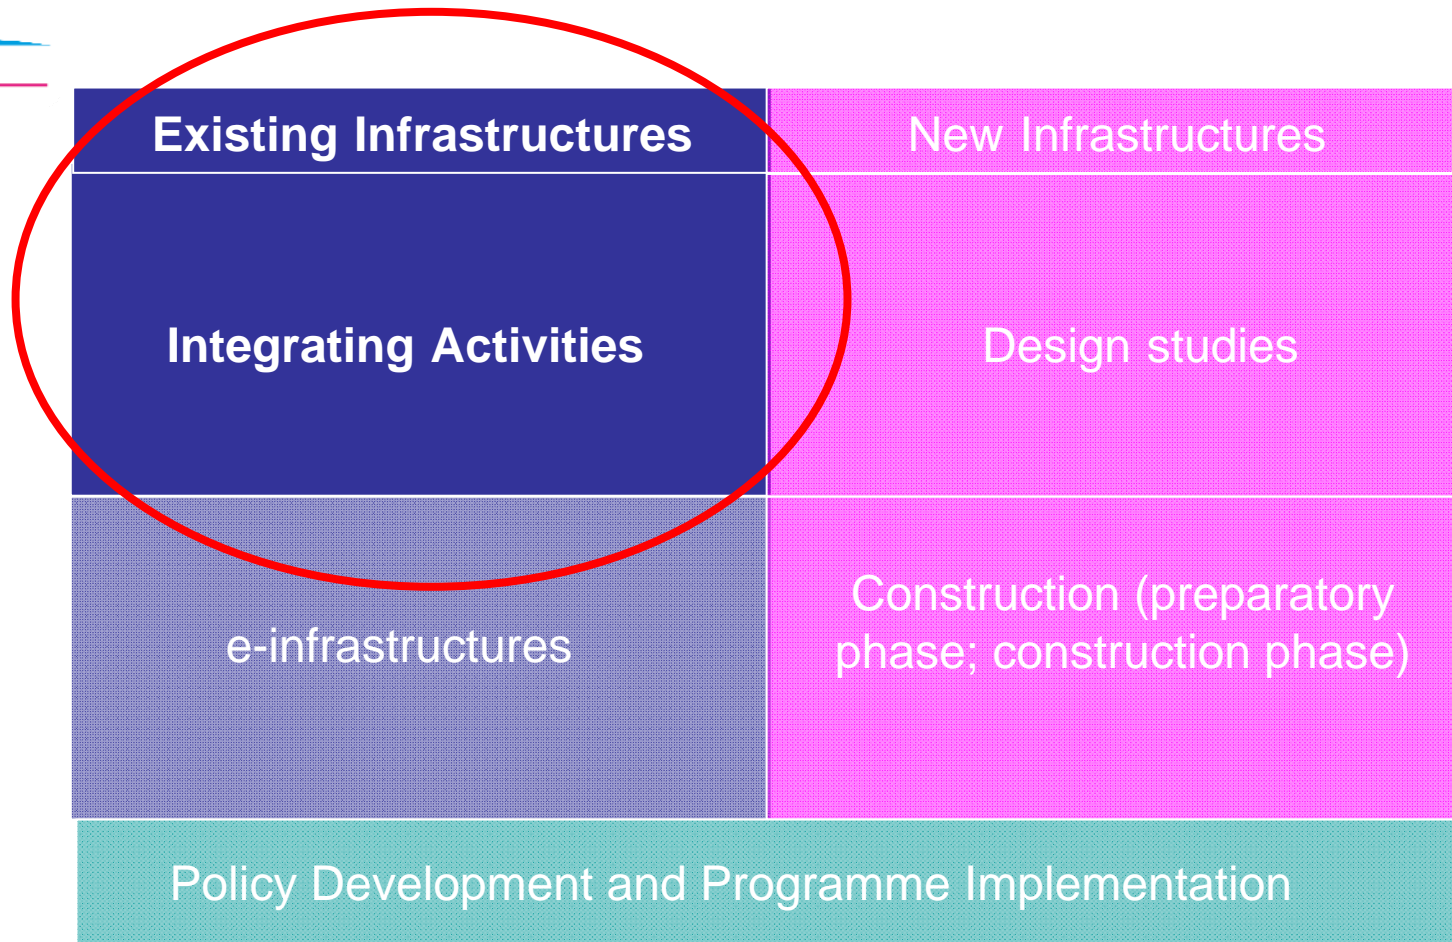 Existing Infrastructures
New Infrastructures
Integrating Activities
Design studies
e-infrastructures
Construction (preparatory
phase; construction phase)
Policy Development and Programme Implementation